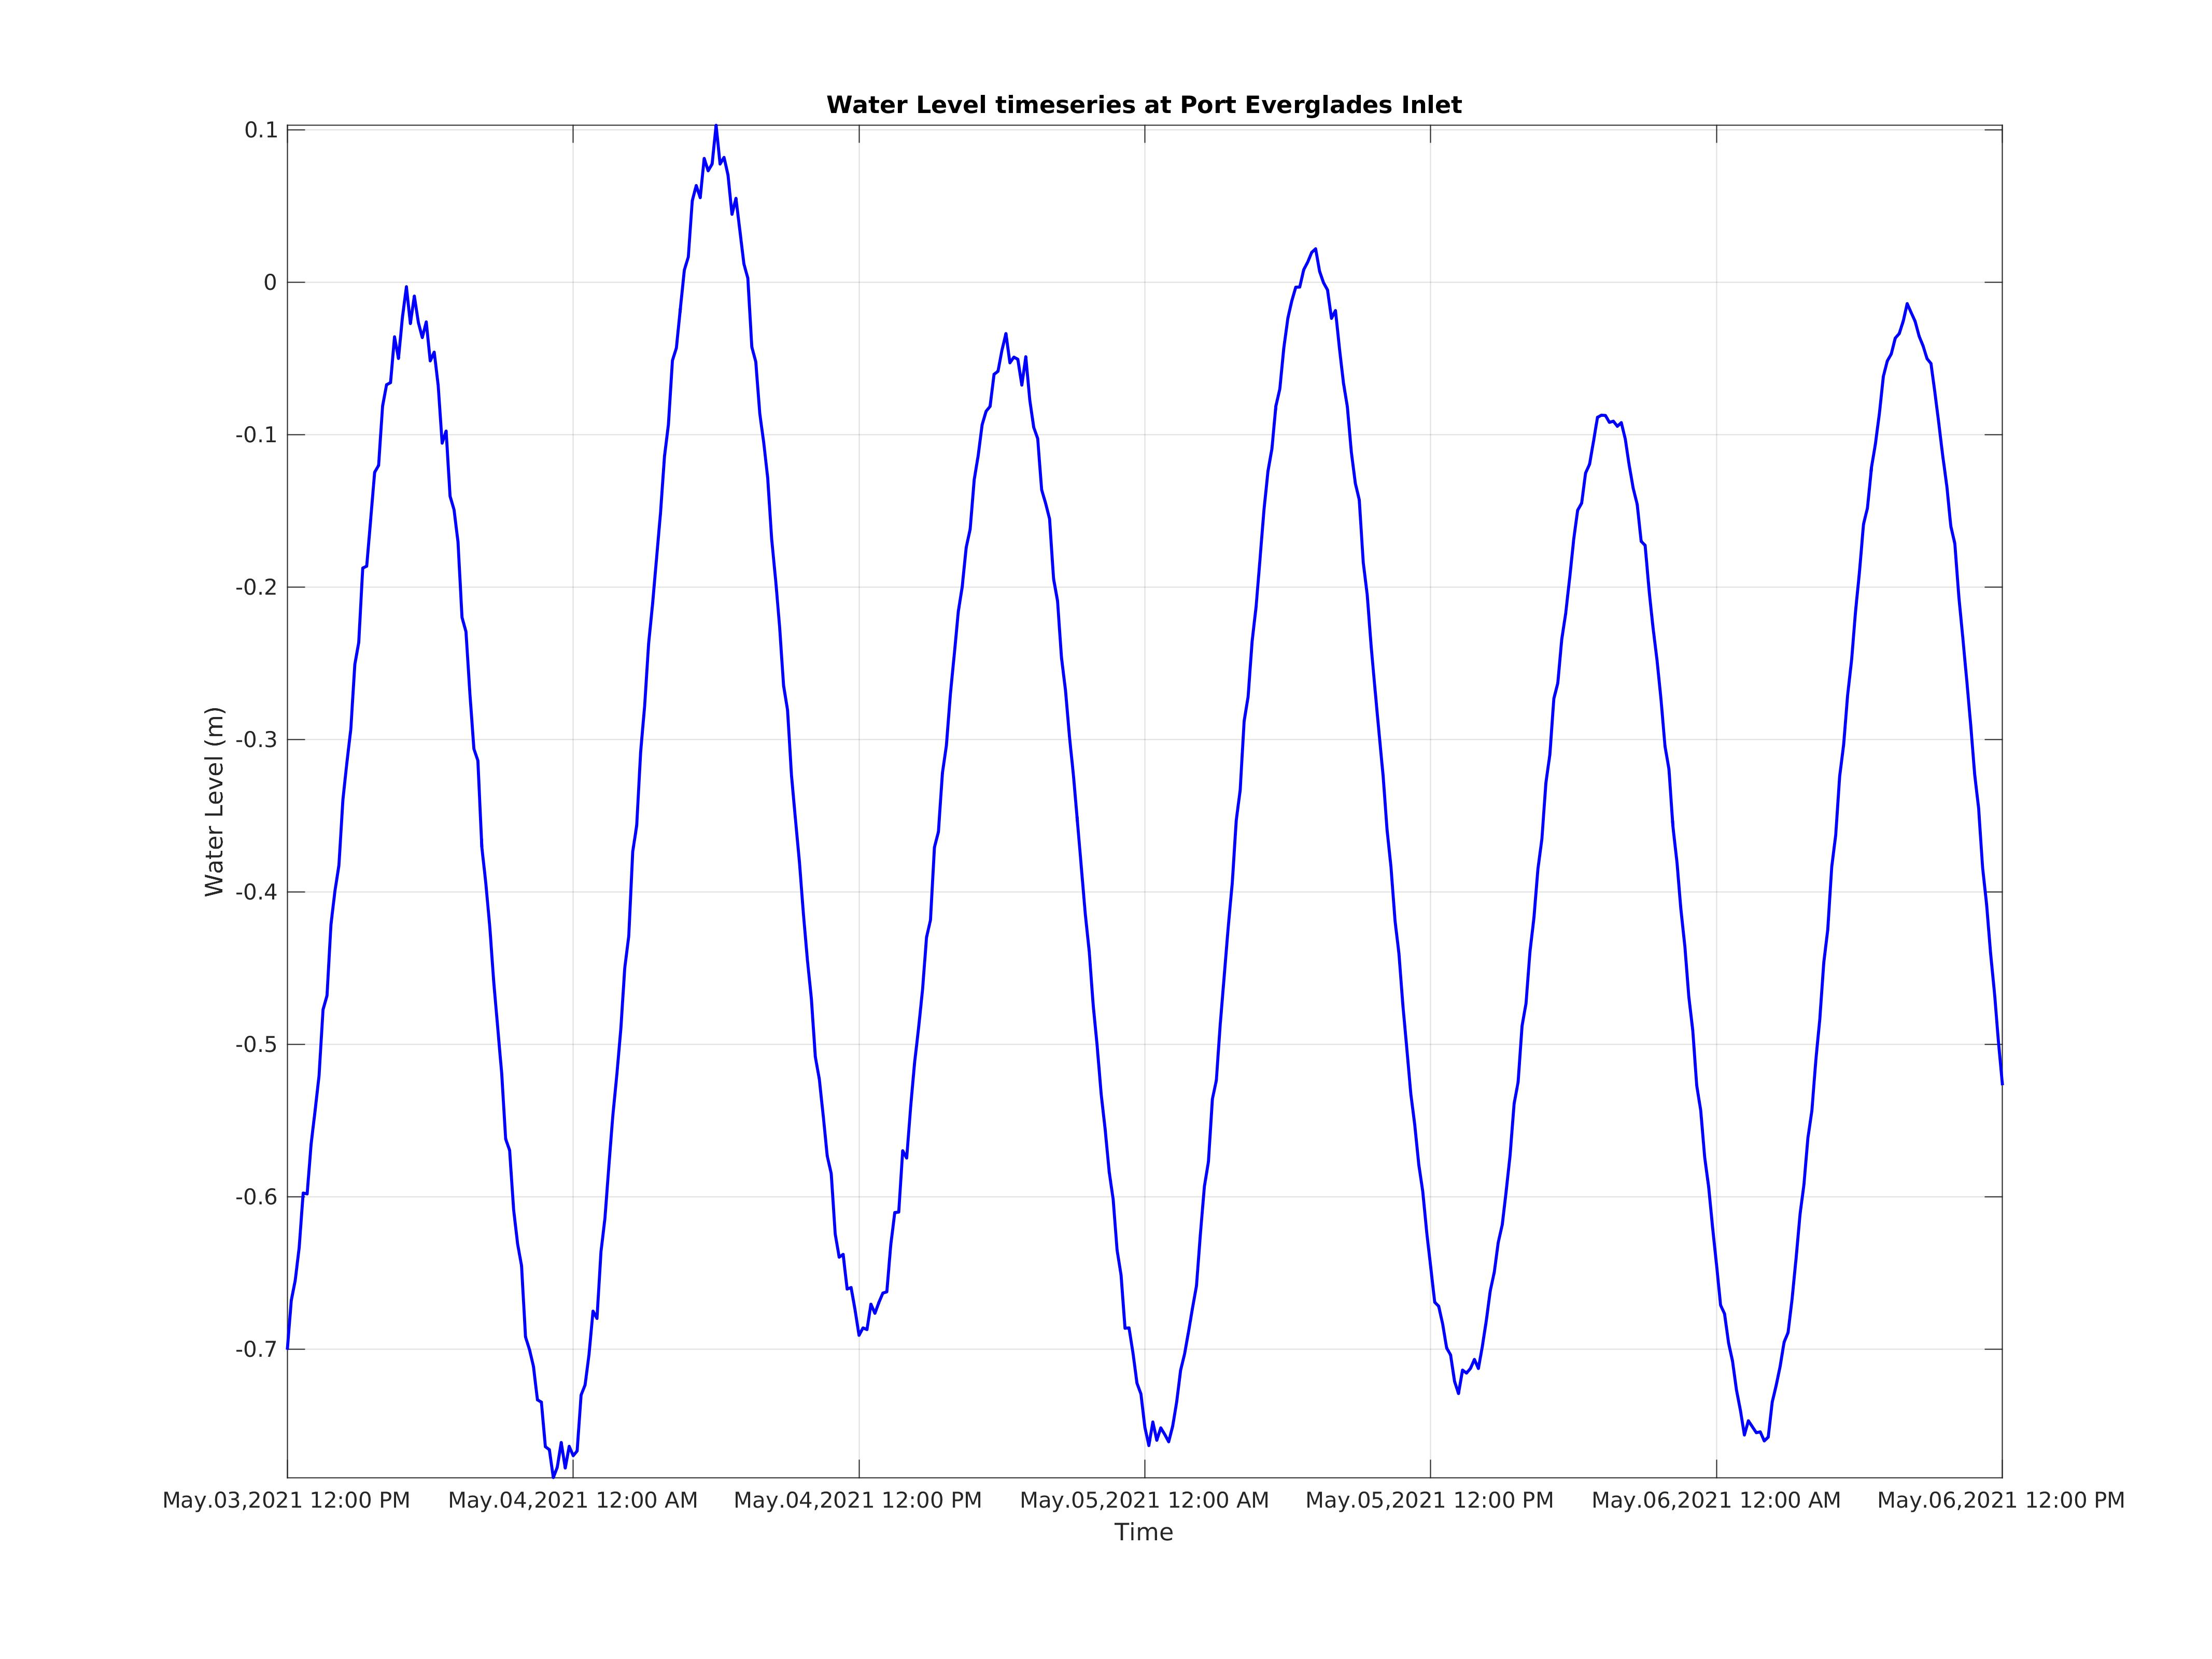 Water Level timeseries at Port Everglades Inlet
0.1
0
-0.1
-0.2
-0.3
-0.4
-0.5
-0.6
-0.7
Water Level (m)
May.03,2021 12:00 PM May.04,2021 12:00 AM May.04,2021 12:00 PM May.05,2021 12:00 AM May.05,2021 12:00 PM May.06,2021 12:00 AM May.06,2021 12:00 PM
Time